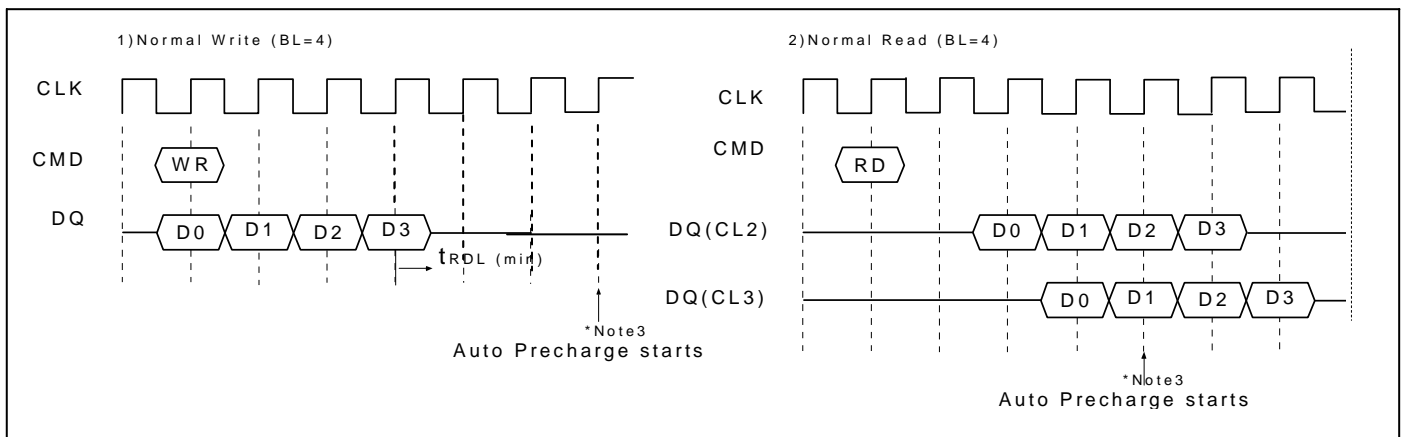 1)Normal Write (BL=4)
CLK
CMD
WR
DQ
D0 D1 D2 D3
tRDL (min)
*Note3
Auto Precharge starts
2)Normal Read (BL=4)
CLK
CMD
RD
DQ(CL2)
D0 D1 D2 D3
DQ(CL3)
D0 D1 D2 D3
*Note3
Auto Precharge starts